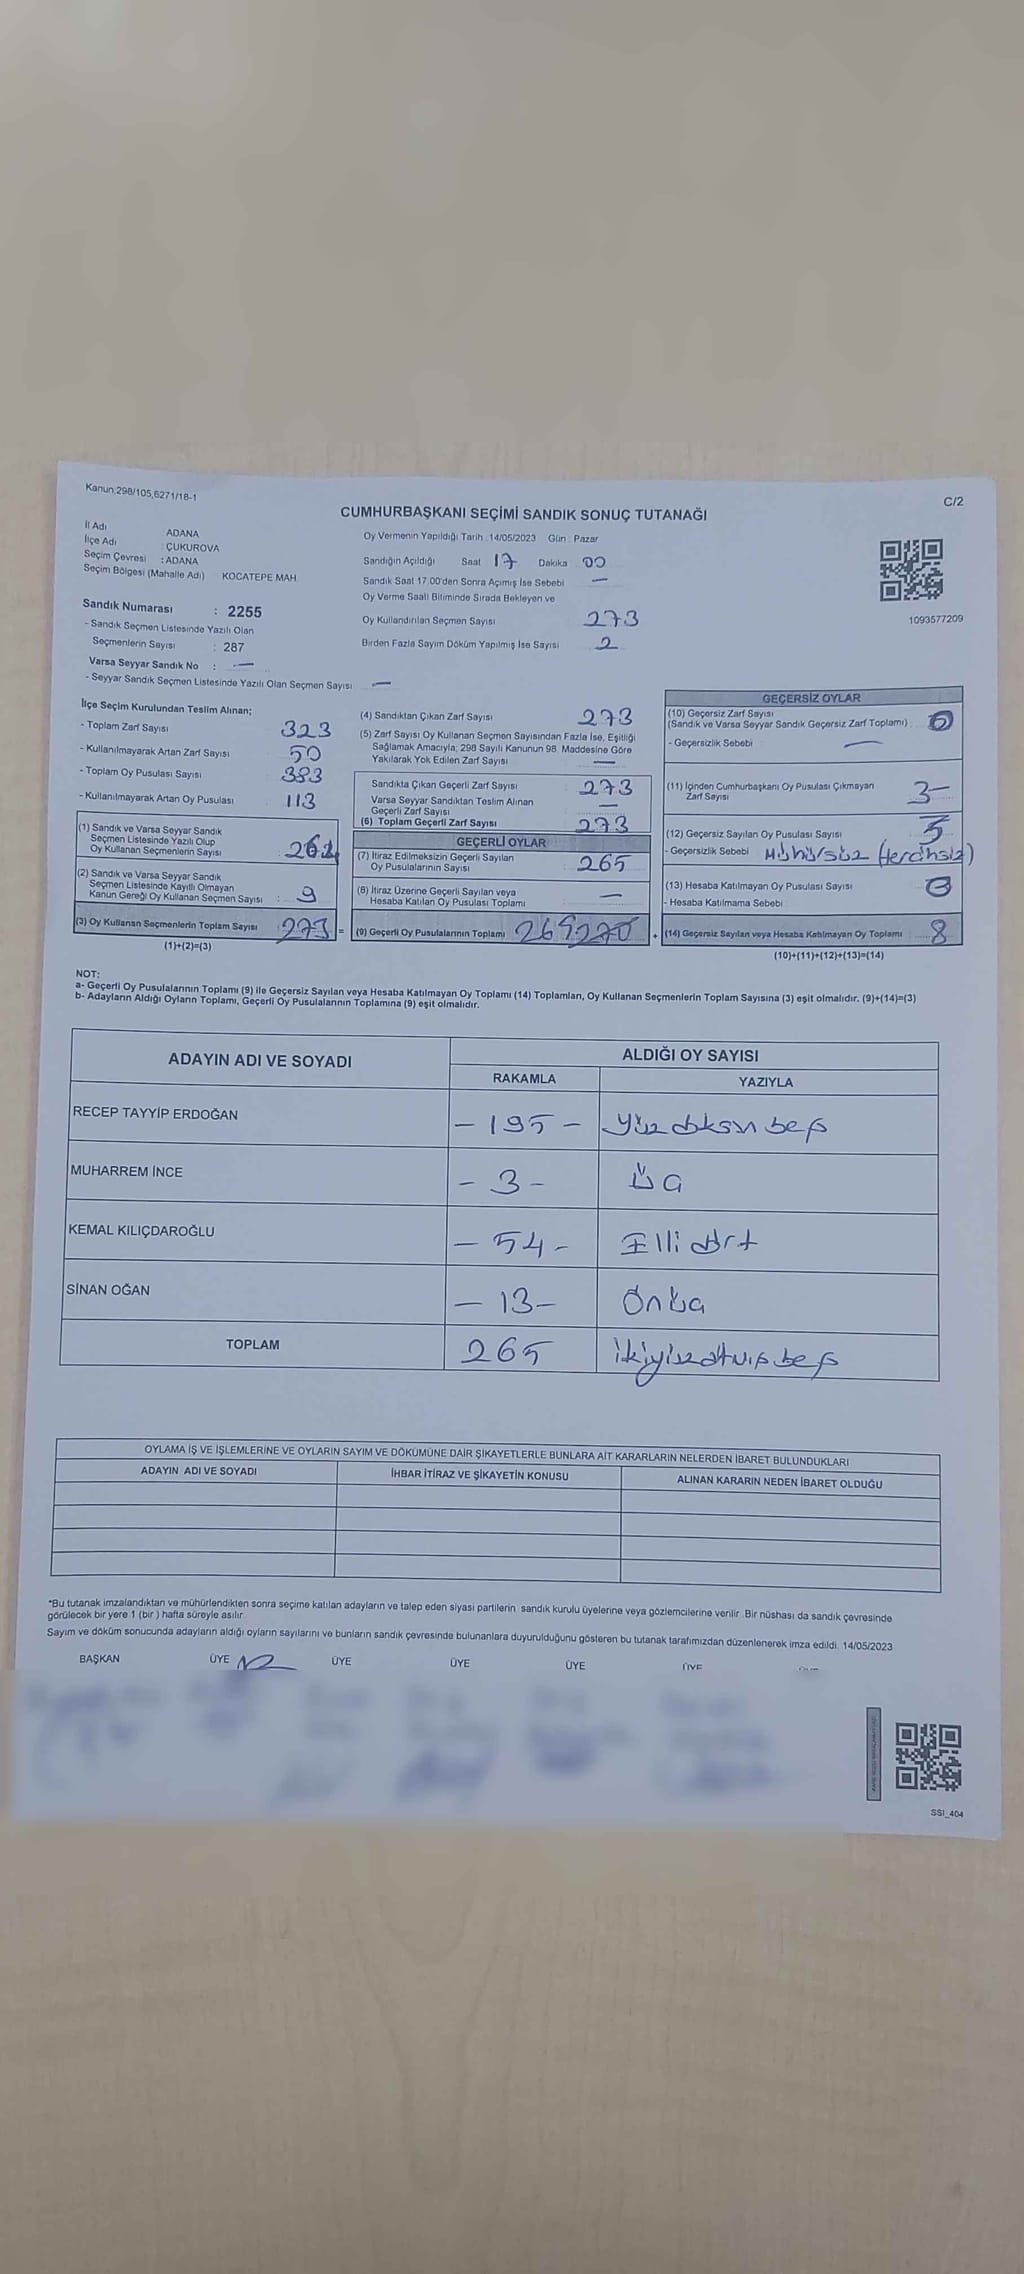 Kanun;298/105,6271/18-1
C/2
CUMHURBAŞKANI SEÇİMİ SANDIK SONUÇ TUTANAĞI
İl Adı ADANA
İlçe Adı : ÇUKUROVA
Seçim Çevresi : ADANA
Seçim Bölgesi (Mahalle Adı) : KOCATEPE MAH.
Sandık Numarası : 2255
- Sandık Seçmen Listesinde Yazılı Olan
Seçmenlerin Sayısı : 287
Varsa Seyyar Sandık No : —
- Seyyar Sandık Seçmen Listesinde Yazılı Olan Seçmen Sayısı —
Oy Vermenin Yapıldığı Tarih : 14/05/2023 Gün : Pazar
Sandığın Açıldığı Saat 17 Dakika 00
Sandık Saat 17.00'den Sonra Açımış İse Sebebi —
Oy Verme Saati Bitiminde Sırada Bekleyen ve
Oy Kullandırılan Seçmen Sayısı 273
Birden Fazla Sayım Döküm Yapılmış İse Sayısı 2
1093577209
İlçe Seçim Kurulundan Teslim Alınan;
- Toplam Zarf Sayısı 323
- Kullanılmayarak Artan Zarf Sayısı 50
- Toplam Oy Pusulası Sayısı 383
- Kullanılmayarak Artan Oy Pusulası 113
(1) Sandık ve Varsa Seyyar Sandık
Seçmen Listesinde Yazılı Olup
Oy Kullanan Seçmenlerin Sayısı : 264
(2) Sandık ve Varsa Seyyar Sandık
Seçmen Listesinde Kayıtlı Olmayan
Kanun Gereği Oy Kullanan Seçmen Sayısı : 9
(3) Oy Kullanan Seçmenlerin Toplam Sayısı 273 =
(1)+(2)=(3)
(4) Sandıktan Çıkan Zarf Sayısı 273
(5) Zarf Sayısı Oy Kullanan Seçmen Sayısından Fazla İse, Eşitliği
Sağlamak Amacıyla; 298 Sayılı Kanunun 98. Maddesine Göre
Yakılarak Yok Edilen Zarf Sayısı —
Sandıkta Çıkan Geçerli Zarf Sayısı 273
Varsa Seyyar Sandıktan Teslim Alınan
Geçerli Zarf Sayısı —
(6) Toplam Geçerli Zarf Sayısı 273
GEÇERLİ OYLAR
(7) İtiraz Edilmeksizin Geçerli Sayılan
Oy Pusulalarının Sayısı : 265
(8) İtiraz Üzerine Geçerli Sayılan veya
Hesaba Katılan Oy Pusulası Toplamı —
(9) Geçerli Oy Pusulalarının Toplamı 265 270 +
GEÇERSİZ OYLAR
(10) Geçersiz Zarf Sayısı
(Sandık ve Varsa Seyyar Sandık Geçersiz Zarf Toplamı) :
- Geçersizlik Sebebi —
(11) İçinden Cumhurbaşkanı Oy Pusulası Çıkmayan
Zarf Sayısı 3
(12) Geçersiz Sayılan Oy Pusulası Sayısı 5
- Geçersizlik Sebebi Mühürsüz (tercihsiz)
(13) Hesaba Katılmayan Oy Pusulası Sayısı
- Hesaba Katılmama Sebebi
(14) Geçersiz Sayılan veya Hesaba Katılmayan Oy Toplamı 8
(10)+(11)+(12)+(13)=(14)
NOT:
a- Geçerli Oy Pusulalarının Toplamı (9) ile Geçersiz Sayılan veya Hesaba Katılmayan Oy Toplamı (14) Toplamları, Oy Kullanan Seçmenlerin Toplam Sayısına (3) eşit olmalıdır. (9)+(14)=(3)
b- Adayların Aldığı Oyların Toplamı, Geçerli Oy Pusulalarının Toplamına (9) eşit olmalıdır.
ADAYIN ADI VE SOYADI
ALDIĞI OY SAYISI
RAKAMLA YAZIYLA
RECEP TAYYİP ERDOĞAN - 195 - Yüzdoksan beş
MUHARREM İNCE - 3 - Üç
KEMAL KILIÇDAROĞLU - 54 - Elli dört
SİNAN OĞAN - 13 - Onüç
TOPLAM 265 ikiyüzatmışbeş
OYLAMA İŞ VE İŞLEMLERİNE VE OYLARIN SAYIM VE DÖKÜMÜNE DAİR ŞİKAYETLERLE BUNLARA AİT KARARLARIN NELERDEN İBARET BULUNDUKLARI
ADAYIN ADI VE SOYADI İHBAR İTİRAZ VE ŞİKAYETİN KONUSU ALINAN KARARIN NEDEN İBARET OLDUĞU
*Bu tutanak imzalandıktan ve mühürlendikten sonra seçime katılan adayların ve talep eden siyasi partilerin sandık kurulu üyelerine veya gözlemcilerine verilir. Bir nüshası da sandık çevresinde
görülecek bir yere 1 (bir) hafta süreyle asılır.
Sayım ve döküm sonucunda adayların aldığı oyların sayılarını ve bunların sandık çevresinde bulunanlara duyurulduğunu gösteren bu tutanak tarafımızdan düzenlenerek imza edildi. 14/05/2023
BAŞKAN ÜYE ÜYE ÜYE ÜYE ÜYE
SSI_404